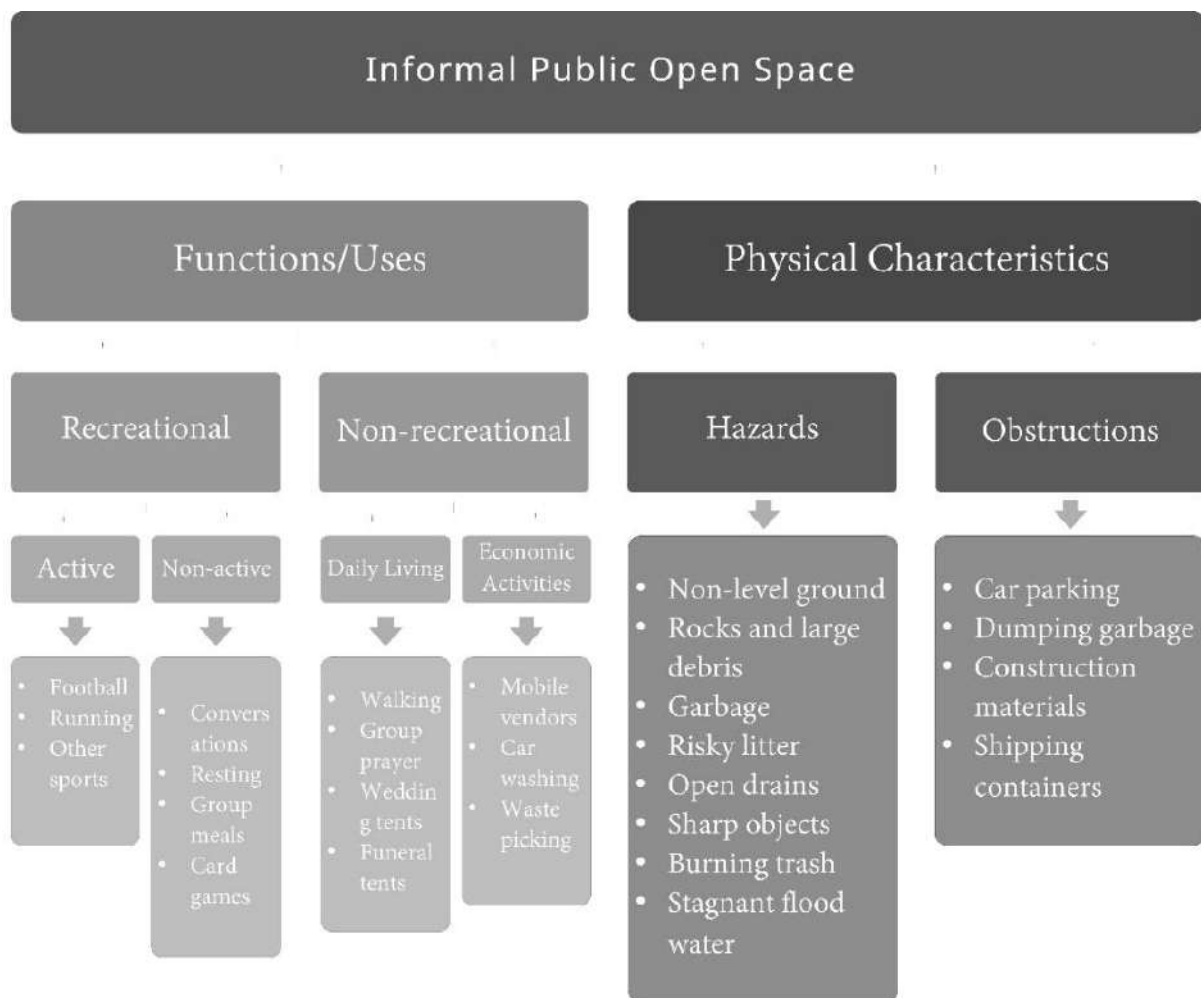 Informal Public Open Space
Functions/Uses
Physical Characteristics
Recreational
Non-recreational
Hazards
Obstructions
Active
Non-active
Daily Living
Economic
Activities
• Football
• Running
• Other
sports
• Convers
ations
• Resting
• Group
meals
• Card
games
• Walking
• Group
prayer
• Weddin
g tents
• Funeral
tents
• Mobile
vendors
• Car
washing
• Waste
picking
• Non-level ground
• Rocks and large
debris
• Garbage
• Risky litter
• Open drains
• Sharp objects
• Burning trash
• Stagnant flood
water
• Car parking
• Dumping garbage
• Construction
materials
• Shipping
containers